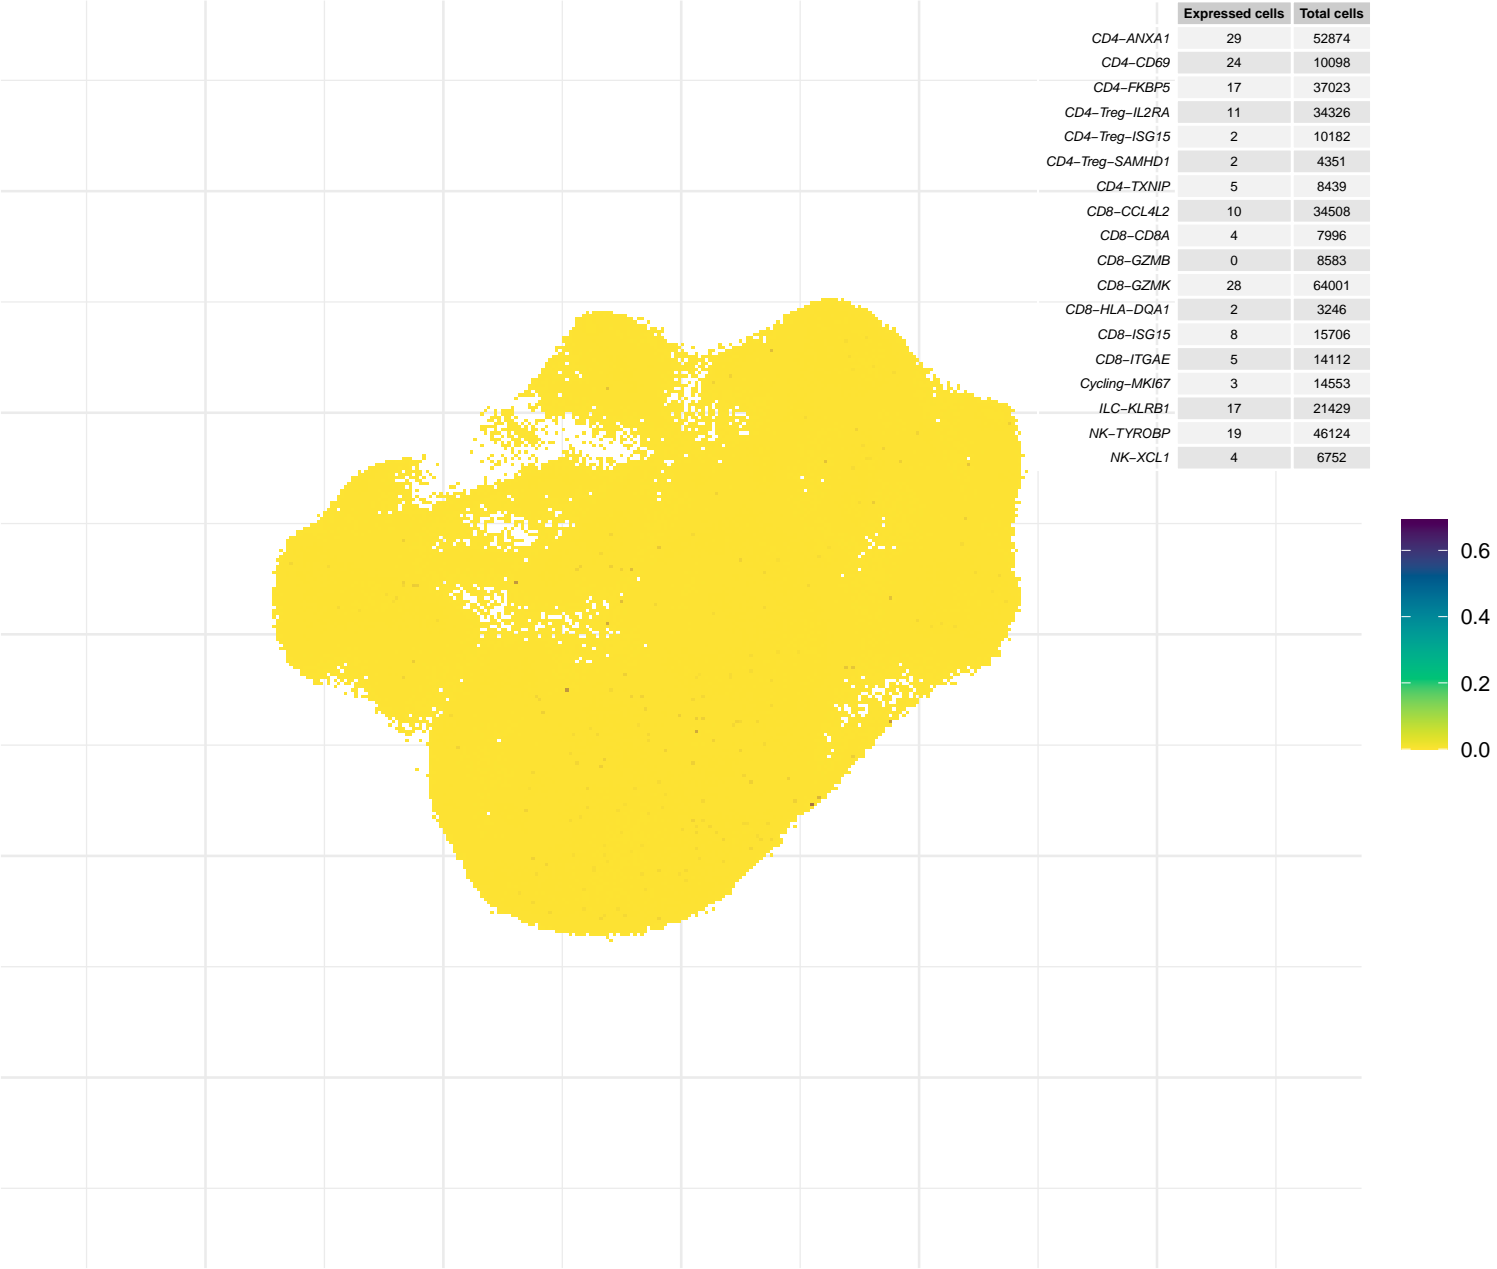 Expressed cells Total cells
CD4−ANXA1 29 52874
CD4−CD69 24 10098
CD4−FKBP5 17 37023
CD4−Treg−IL2RA 11 34326
CD4−Treg−ISG15 2 10182
CD4−Treg−SAMHD1 2 4351
CD4−TXNIP 5 8439
CD8−CCL4L2 10 34508
CD8−CD8A 4 7996
CD8−GZMB 0 8583
CD8−GZMK 28 64001
CD8−HLA−DQA1 2 3246
CD8−ISG15 8 15706
CD8−ITGAE 5 14112
Cycling−MKI67 3 14553
ILC−KLRB1 17 21429
NK−TYROBP 19 46124
NK−XCL1 4 6752
0.6
0.4
0.2
0.0